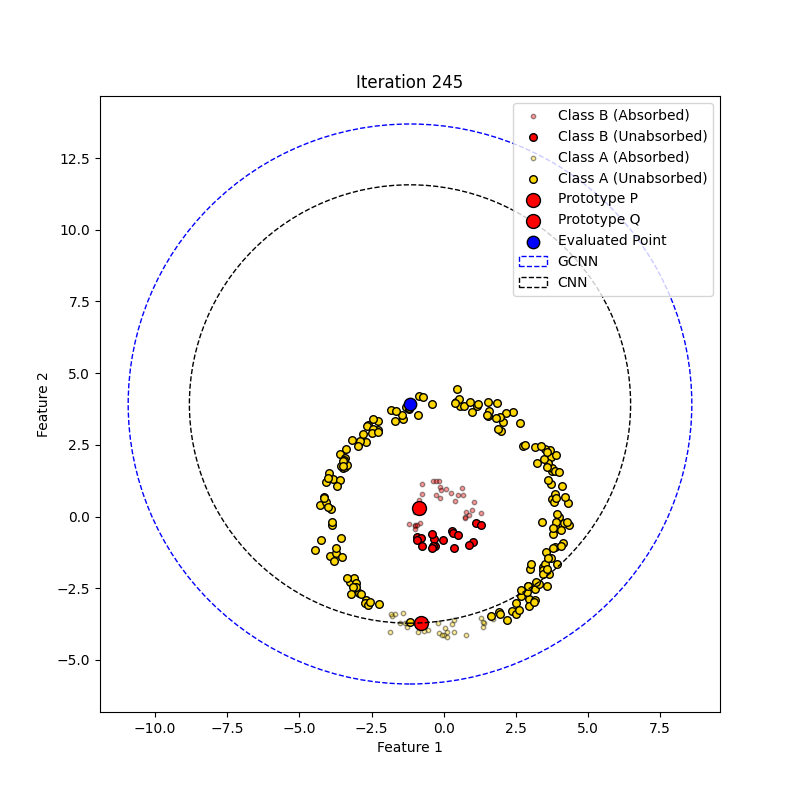 Iteration 245
Class B (Absorbed)
Class B (Unabsorbed)
Class A (Absorbed)
Class A (Unabsorbed)
Prototype P
Prototype Q
Evaluated Point
GCNN
CNN
12.5
10.0
7.5
5.0
2.5
0.0
−2.5
−5.0
Feature 2
−10.0 −7.5 −5.0 −2.5 0.0 2.5 5.0 7.5
Feature 1